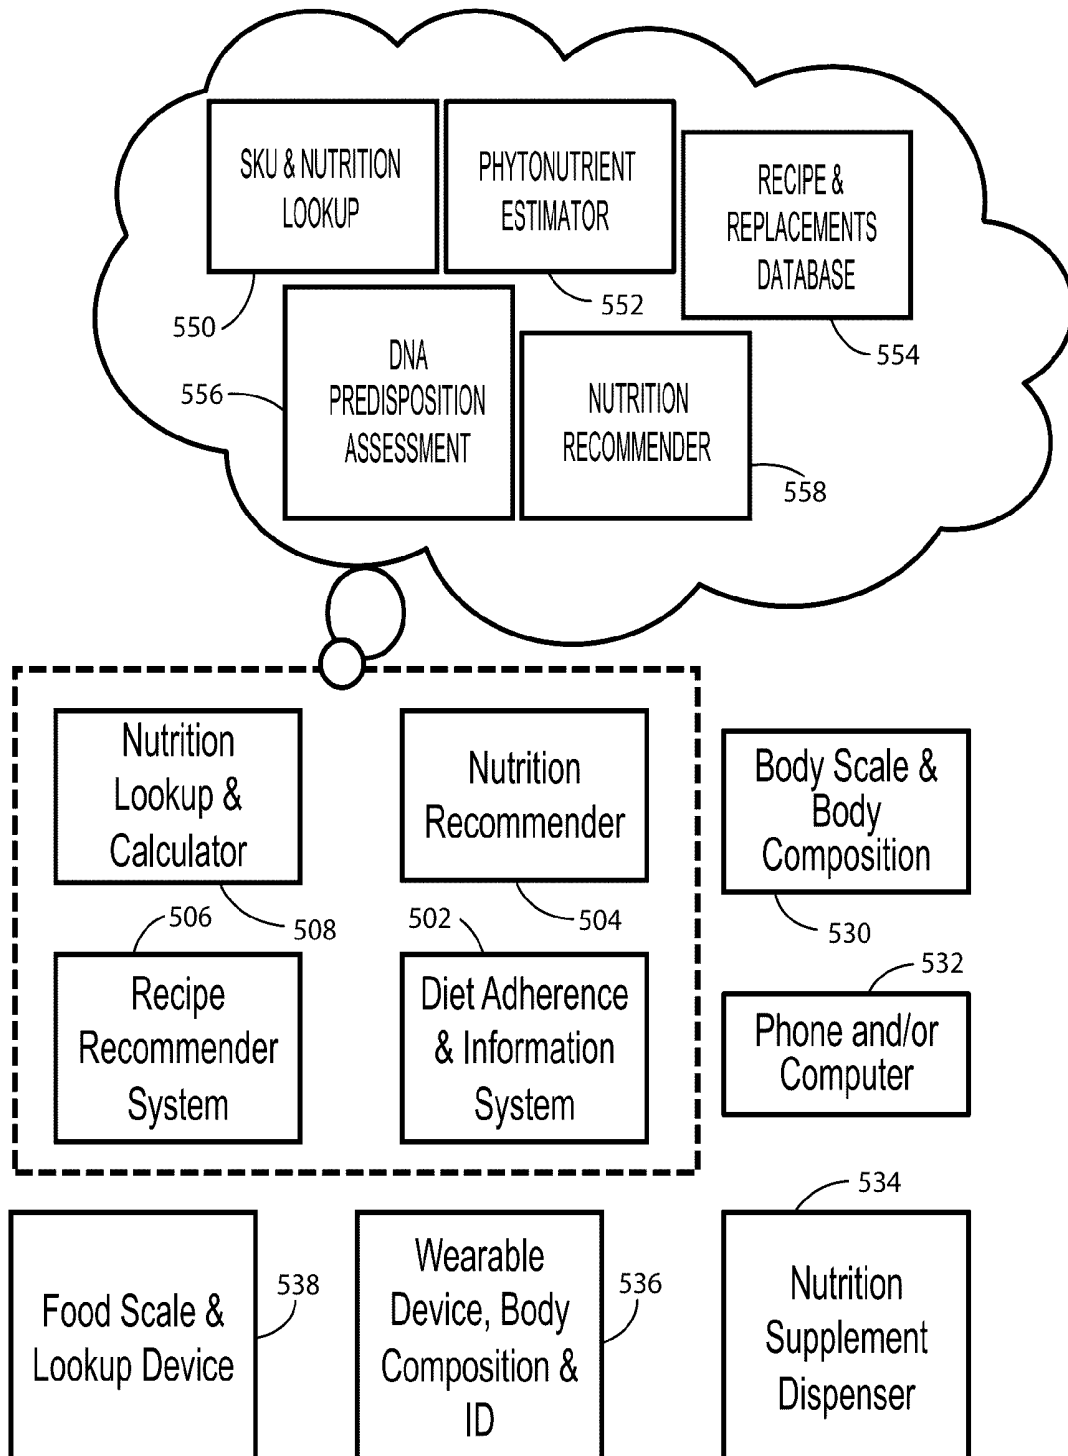 SKU & NUTRITION
LOOKUP
550
PHYTONUTRIENT
ESTIMATOR
552
RECIPE &
REPLACEMENTS
DATABASE
554
DNA
PREDISPOSITION
ASSESSMENT
556
NUTRITION
RECOMMENDER
558
Nutrition
Lookup &
Calculator
508
Nutrition
Recommender
504
Body Scale &
Body
Composition
530
506
Recipe
Recommender
System
502
Diet Adherence
& Information
System
532
Phone and/or
Computer
Food Scale &
Lookup Device
538
Wearable
Device, Body
Composition &
ID
536
534
Nutrition
Supplement
Dispenser